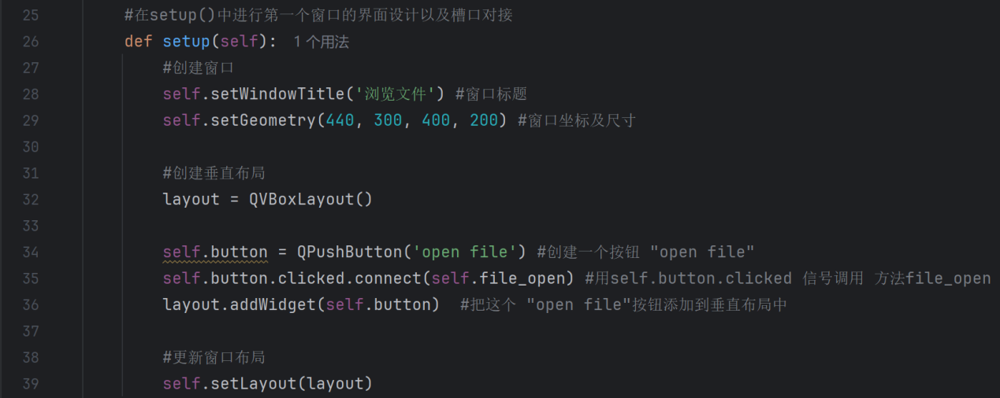 25 #在setup()中进行第一个窗口的界面设计以及槽口对接
26 def setup(self): 1个用法
27 #创建窗口
28 self.setWindowTitle('浏览文件') #窗口标题
29 self.setGeometry(440, 300, 400, 200) #窗口坐标及尺寸
30
31 #创建垂直布局
32 layout = QVBoxLayout()
33
34 self.button = QPushButton('open file') #创建一个按钮 "open file"
35 self.button.clicked.connect(self.file_open) #用self.button.clicked 信号调用 方法file_open
36 layout.addWidget(self.button)  #把这个 "open file"按钮添加到垂直布局中
37
38 #更新窗口布局
39 self.setLayout(layout)